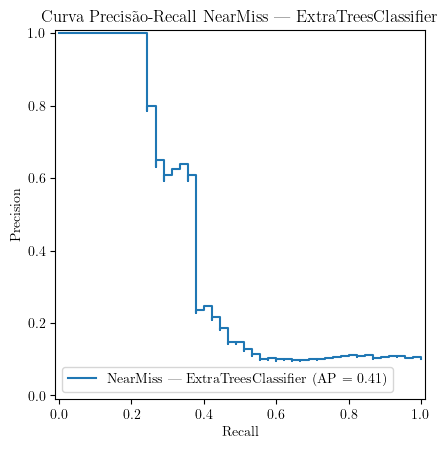 Curva Precisão-Recall NearMiss — ExtraTreesClassifier
1.0
0.8
0.6
0.4
0.2
0.0
Precision
NearMiss — ExtraTreesClassifier (AP = 0.41)
0.0 0.2 0.4 0.6 0.8 1.0
Recall